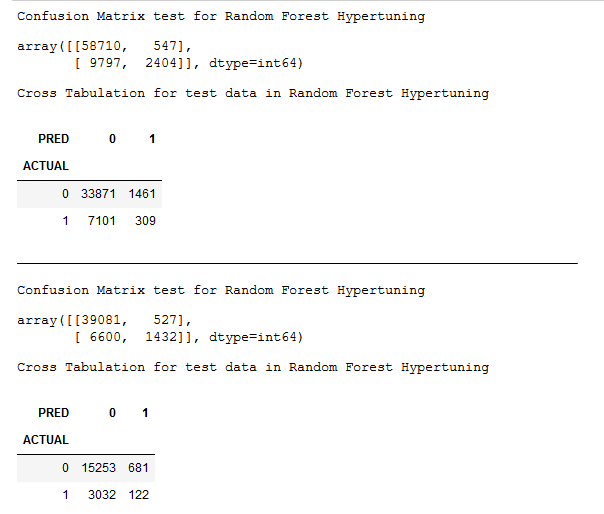 Confusion Matrix test for Random Forest Hypertuning
array([[58710,   547],
       [ 9797,  2404]], dtype=int64)
Cross Tabulation for test data in Random Forest Hypertuning
PRED 0 1
ACTUAL
0 33871 1461
1 7101 309
Confusion Matrix test for Random Forest Hypertuning
array([[39081,   527],
       [ 6600,  1432]], dtype=int64)
Cross Tabulation for test data in Random Forest Hypertuning
PRED 0 1
ACTUAL
0 15253 681
1 3032 122